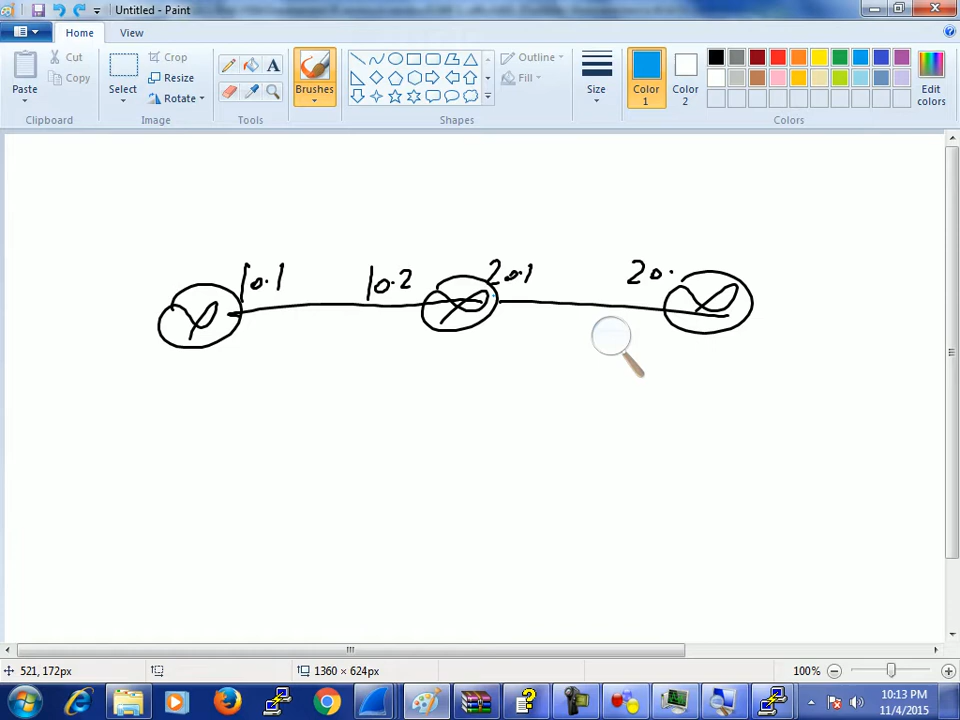 Untitled - Paint
Home
View
Paste
Cut
Copy
Clipboard
Select
Crop
Resize
Rotate
Image
A
Tools
Brushes
Outline
Fill
Shapes
Size
Color 1
Color 2
Edit colors
Colors
10.1
10.2
20.1
20.
521, 172px
1360 × 624px
100%
10:13 PM
11/4/2015